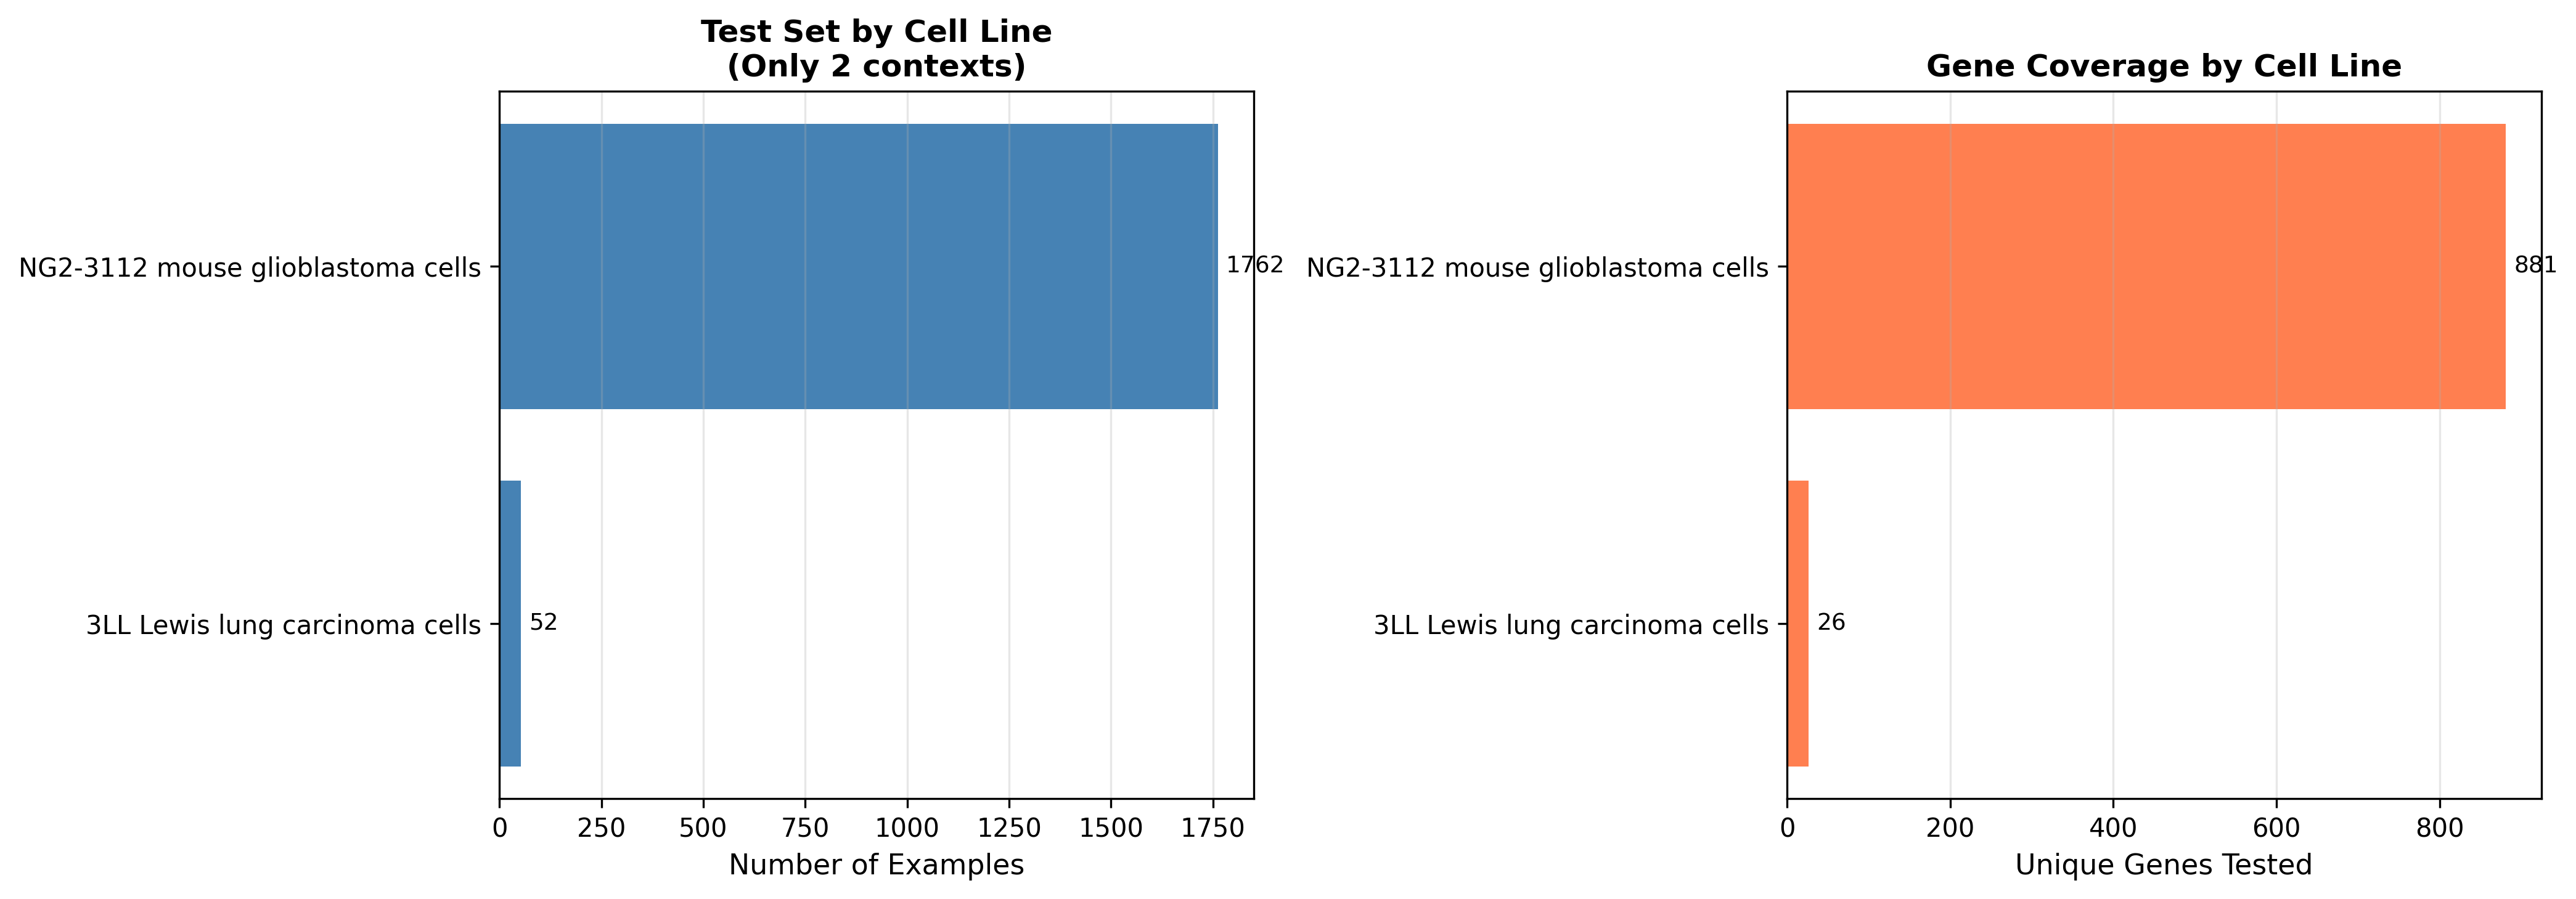 Test Set by Cell Line
(Only 2 contexts)
NG2-3112 mouse glioblastoma cells
1762
3LL Lewis lung carcinoma cells
52
0 250 500 750 1000 1250 1500 1750
Number of Examples
Gene Coverage by Cell Line
NG2-3112 mouse glioblastoma cells
881
3LL Lewis lung carcinoma cells
26
0 200 400 600 800
Unique Genes Tested